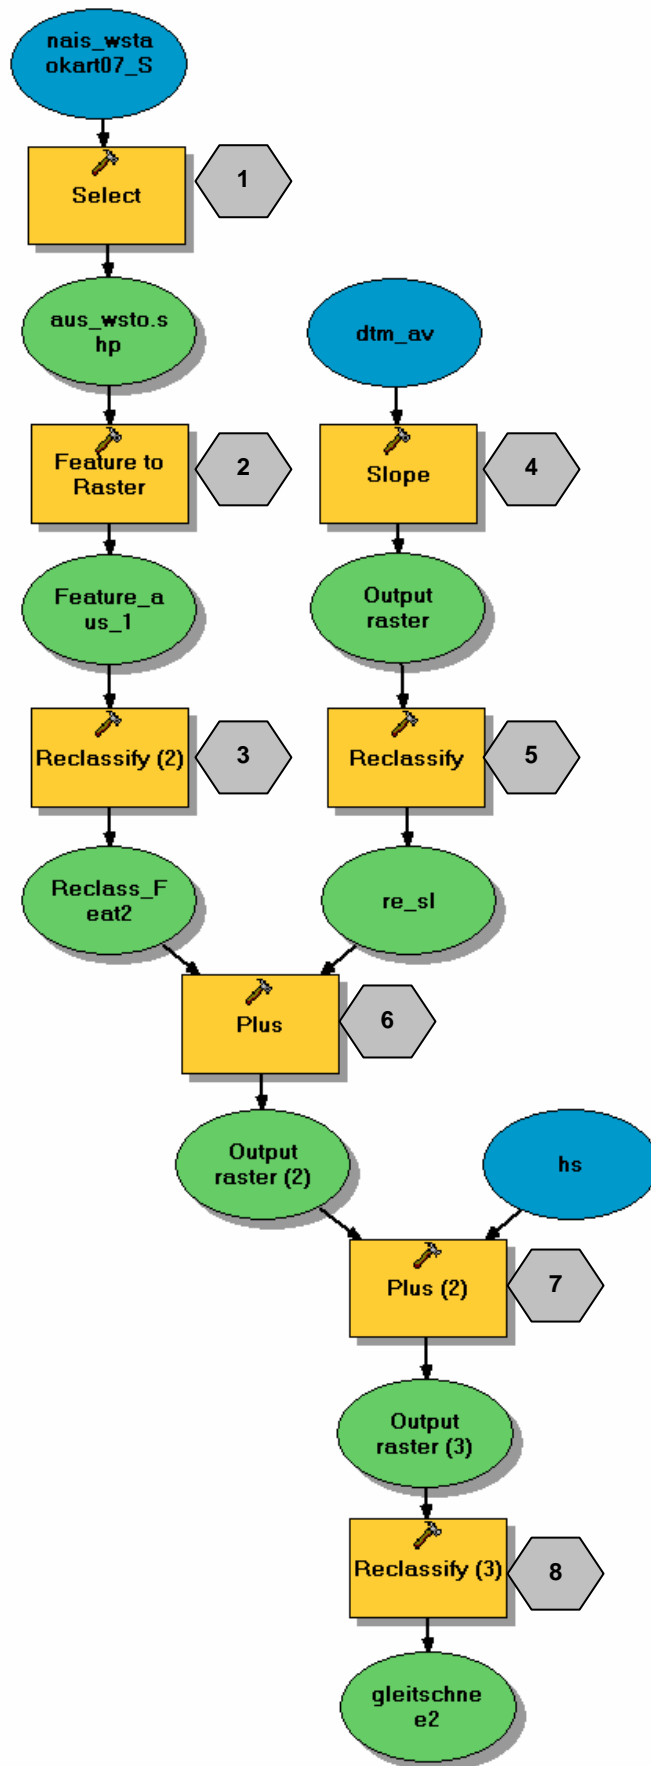 nais_wsta
okart07_S
Select
1
aus_wsto.s
hp
dtm_av
Feature to
Raster
2
Slope
4
Feature_a
us_1
Output
raster
Reclassify (2)
3
Reclassify
5
Reclass_F
eat2
re_sl
Plus
6
Output
raster (2)
hs
Plus (2)
7
Output
raster (3)
Reclassify (3)
8
gleitschne
e2